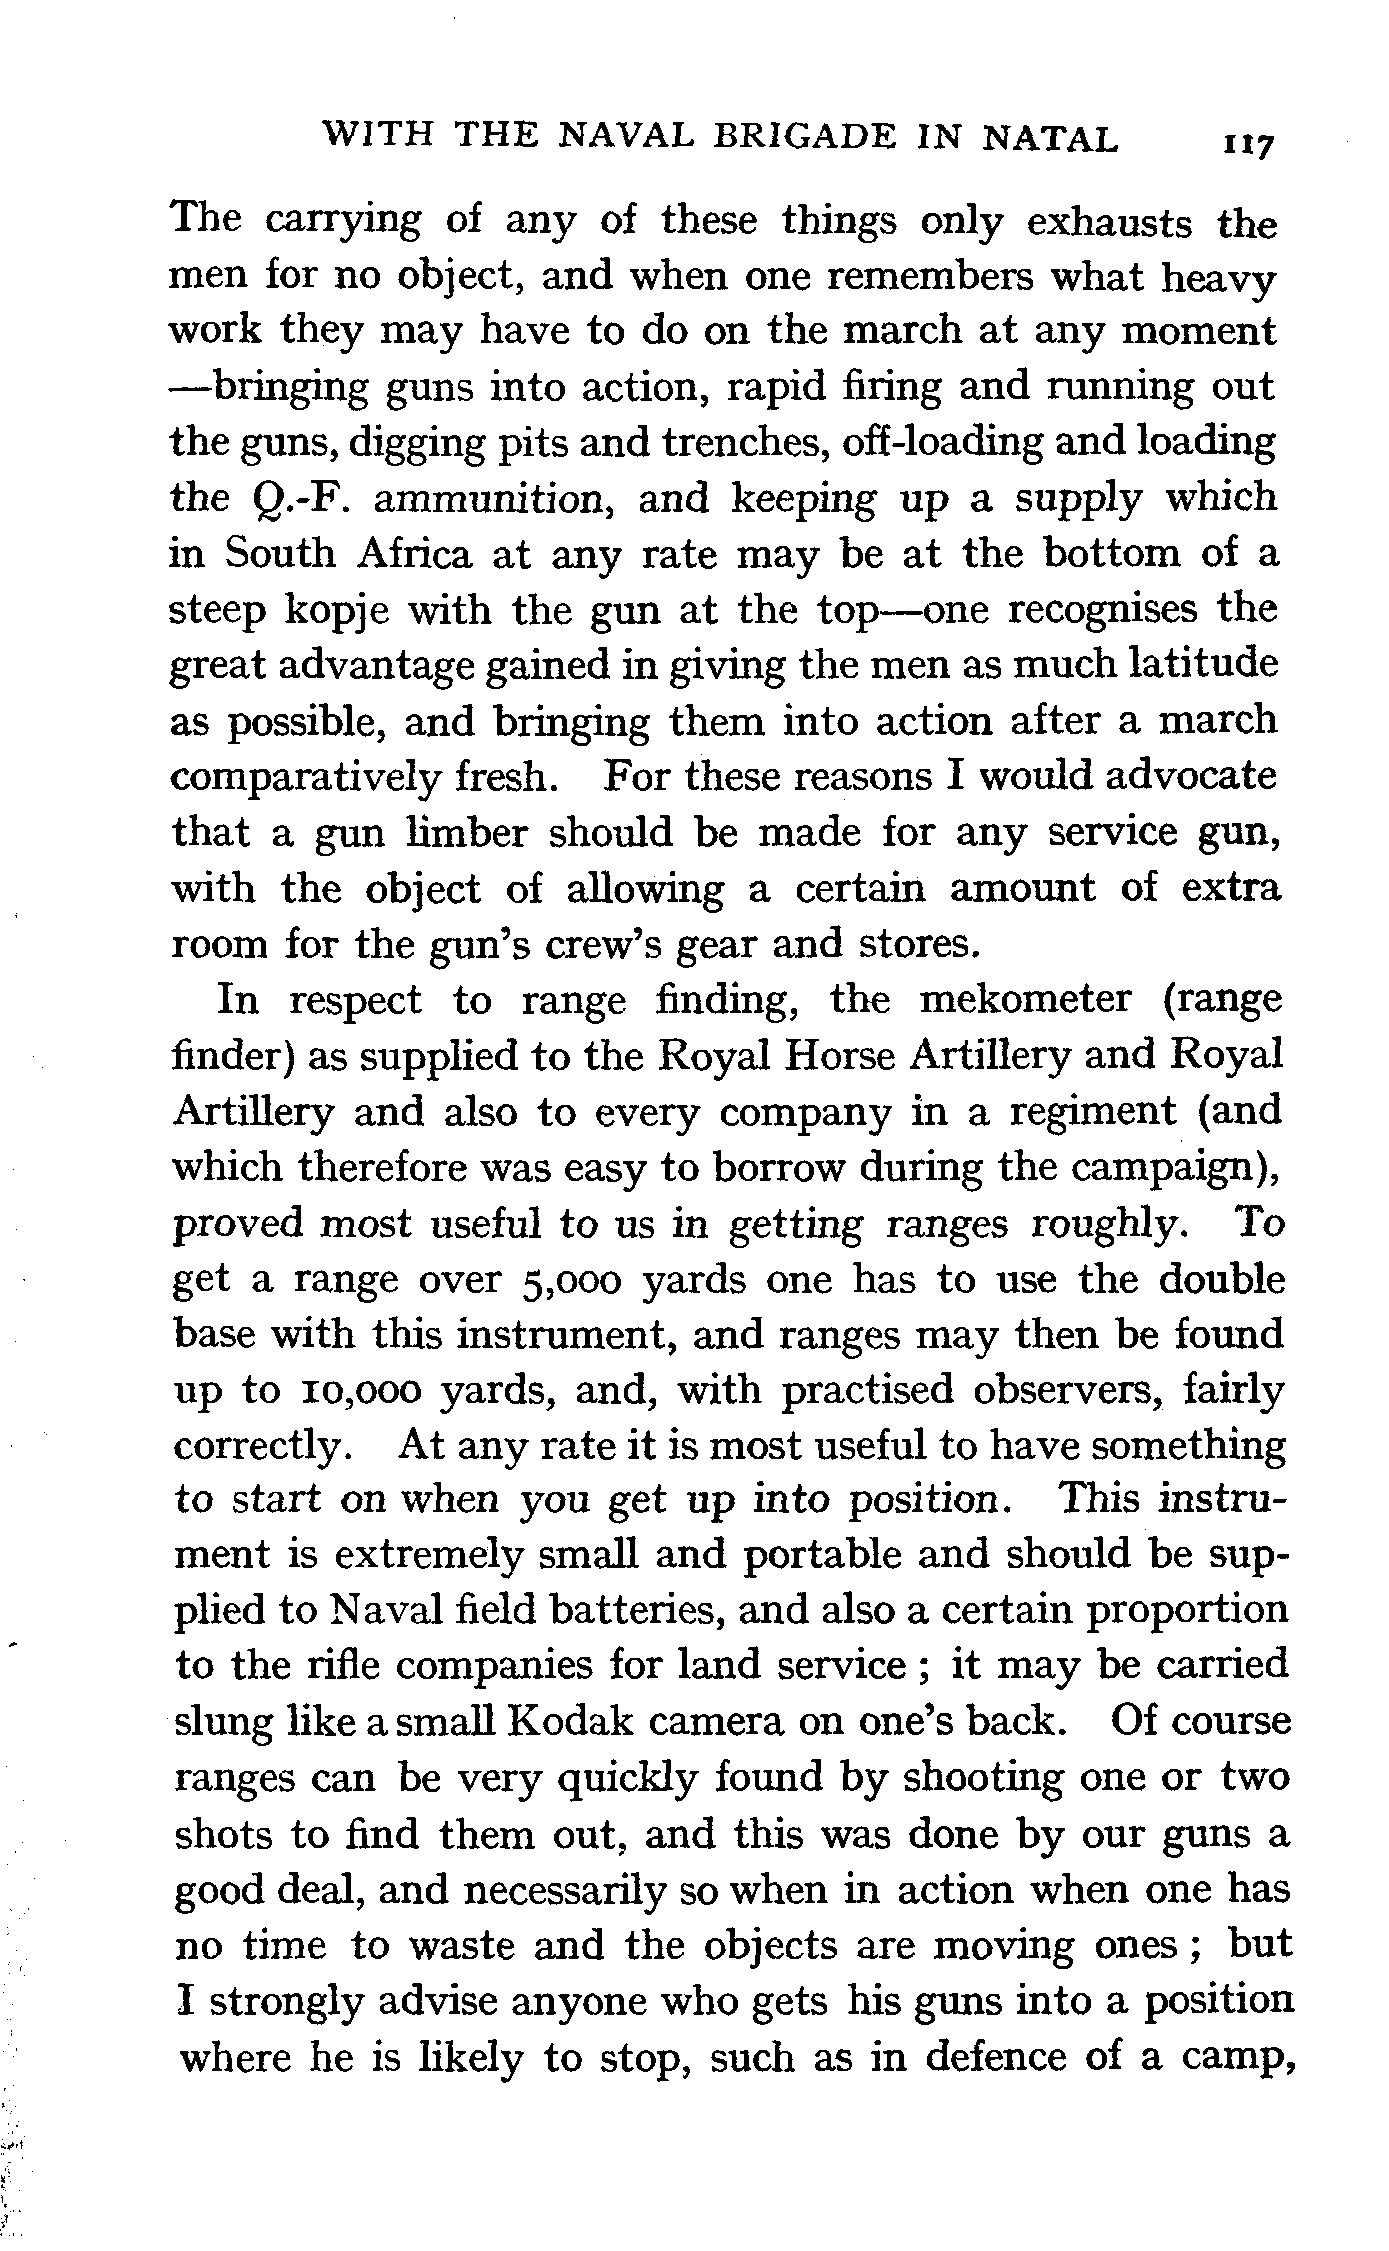 WITH THE NAVAL BRIGADE IN NATAL 117
The carrying of any of these things only exhausts the
men for no object, and when one remembers what heavy
work they may have to do on the march at any moment
—bringing guns into action, rapid firing and running out
the guns, digging pits and trenches, off-loading and loading
the Q.-F. ammunition, and keeping up a supply which
in South Africa at any rate may be at the bottom of a
steep kopje with the gun at the top—one recognises the
great advantage gained in giving the men as much latitude
as possible, and bringing them into action after a march
comparatively fresh. For these reasons I would advocate
that a gun limber should be made for any service gun,
with the object of allowing a certain amount of extra
room for the gun's crew's gear and stores.
In respect to range finding, the mekometer (range
finder) as supplied to the Royal Horse Artillery and Royal
Artillery and also to every company in a regiment (and
which therefore was easy to borrow during the campaign),
proved most useful to us in getting ranges roughly. To
get a range over 5,000 yards one has to use the double
base with this instrument, and ranges may then be found
up to 10,000 yards, and, with practised observers, fairly
correctly. At any rate it is most useful to have something
to start on when you get up into position. This instru-
ment is extremely small and portable and should be sup-
plied to Naval field batteries, and also a certain proportion
to the rifle companies for land service ; it may be carried
slung like a small Kodak camera on one's back. Of course
ranges can be very quickly found by shooting one or two
shots to find them out, and this was done by our guns a
good deal, and necessarily so when in action when one has
no time to waste and the objects are moving ones ; but
I strongly advise anyone who gets his guns into a position
where he is likely to stop, such as in defence of a camp,